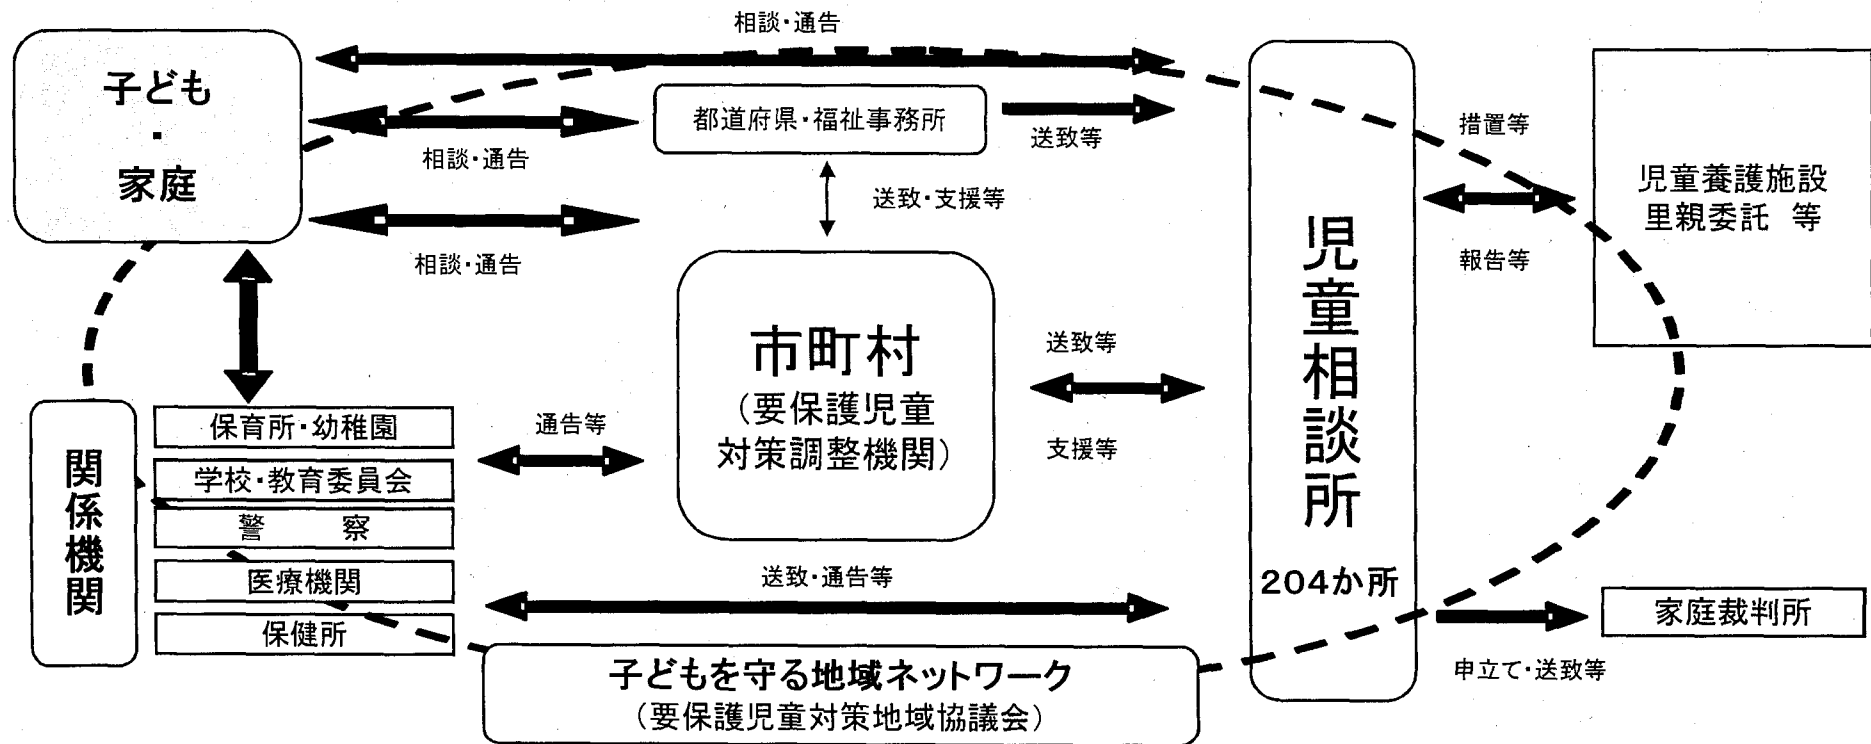 相談・通告
子ども
・
家庭
都道府県・福祉事務所
送致等
相談・通告
送致・支援等
相談・通告
措置等
児童養護施設
里親委託 等
報告等
市町村
（要保護児童
対策調整機関）
送致等
支援等
児童相談所
204か所
関係機関
保育所・幼稚園
学校・教育委員会
警 察
医療機関
保健所
通告等
送致・通告等
家庭裁判所
申立て・送致等
子どもを守る地域ネットワーク
（要保護児童対策地域協議会）